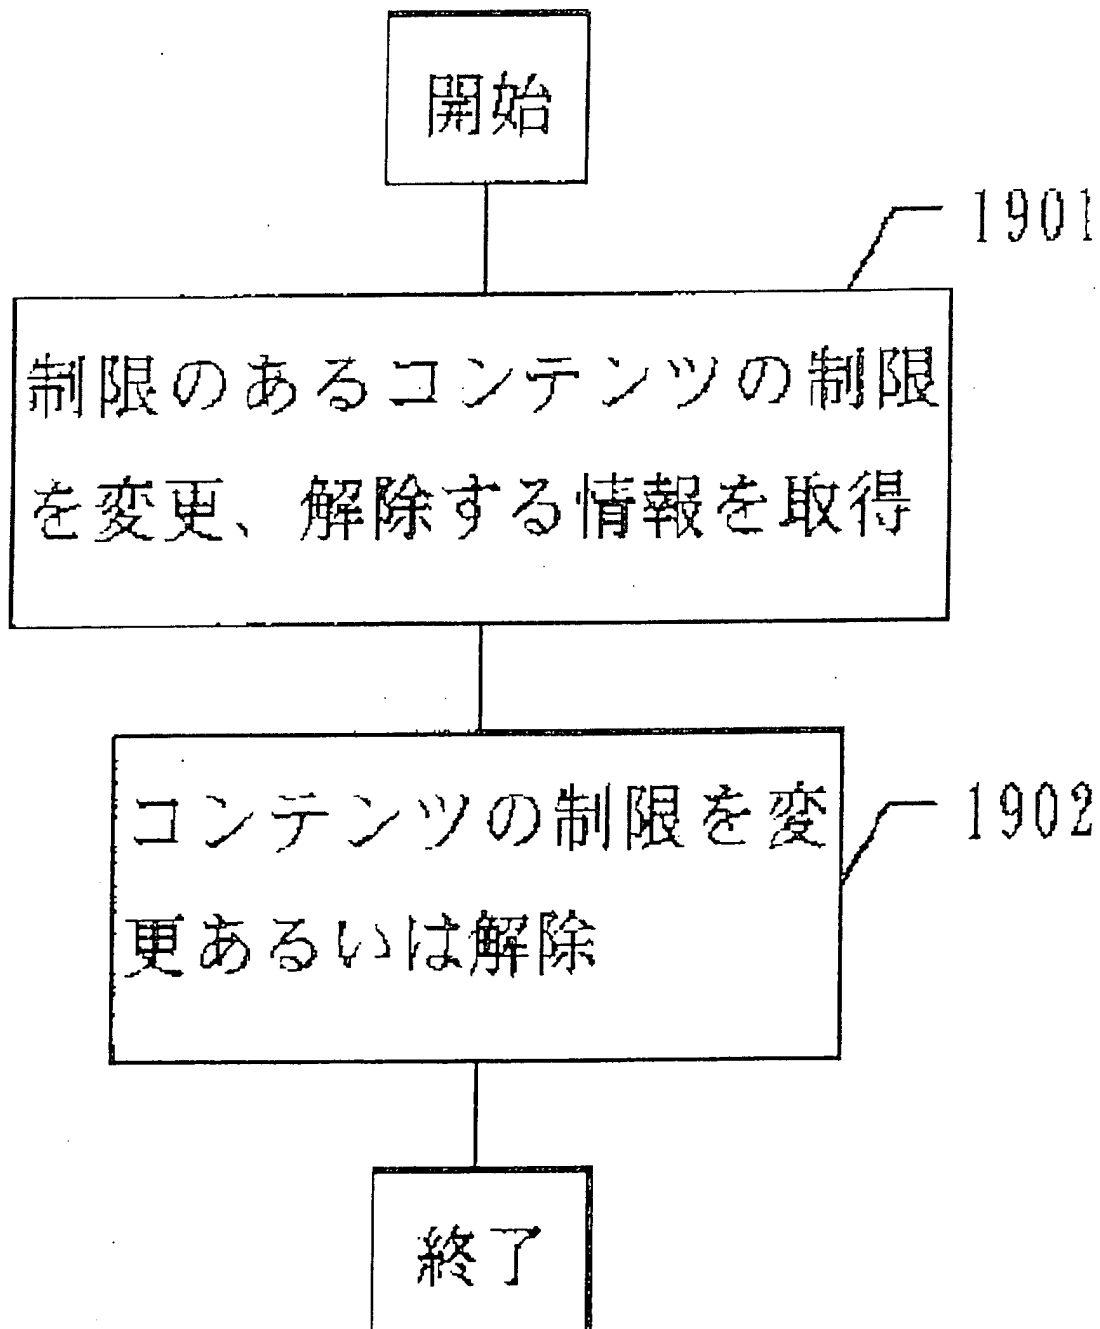 開始
1901
制限のあるコンテンツの制限
を変更、解除する情報を取得
コンテンツの制限を変
1902
更あるいは解除
終了